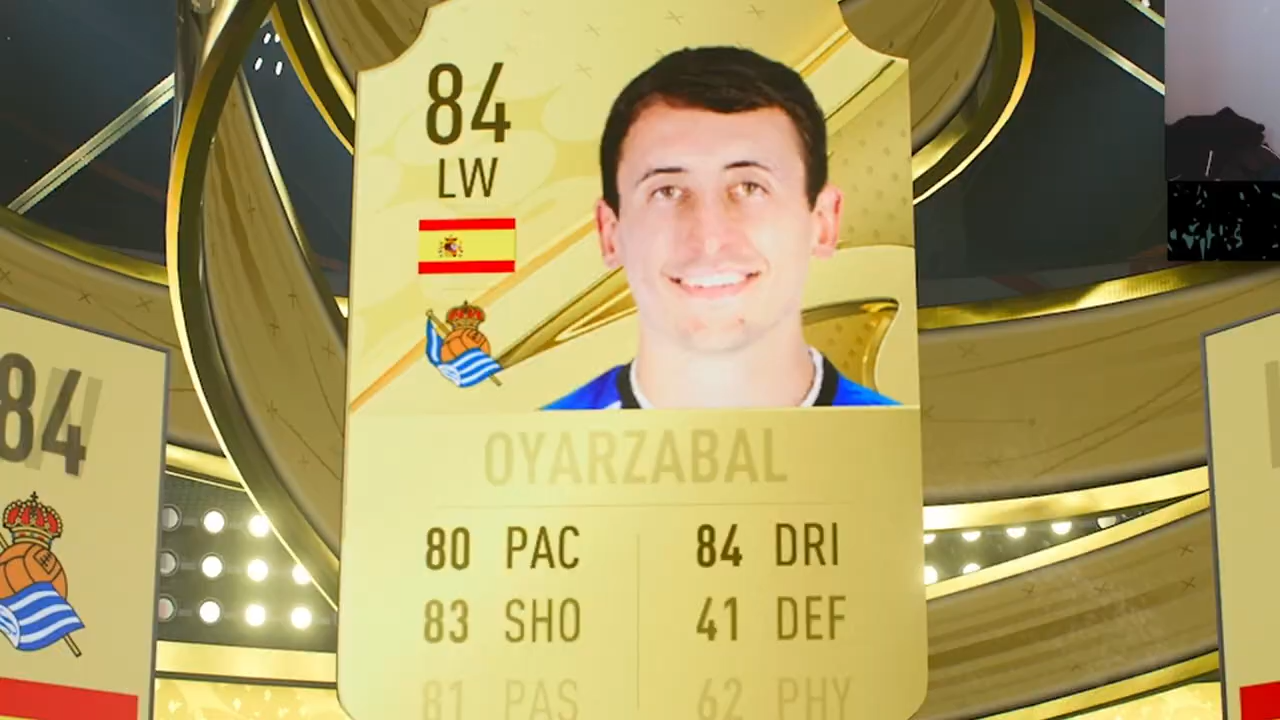 84
LW
84
OYARZABAL
80 PAC 84 DRI
83 SHO 41 DEF
81 PAS 62 PHY